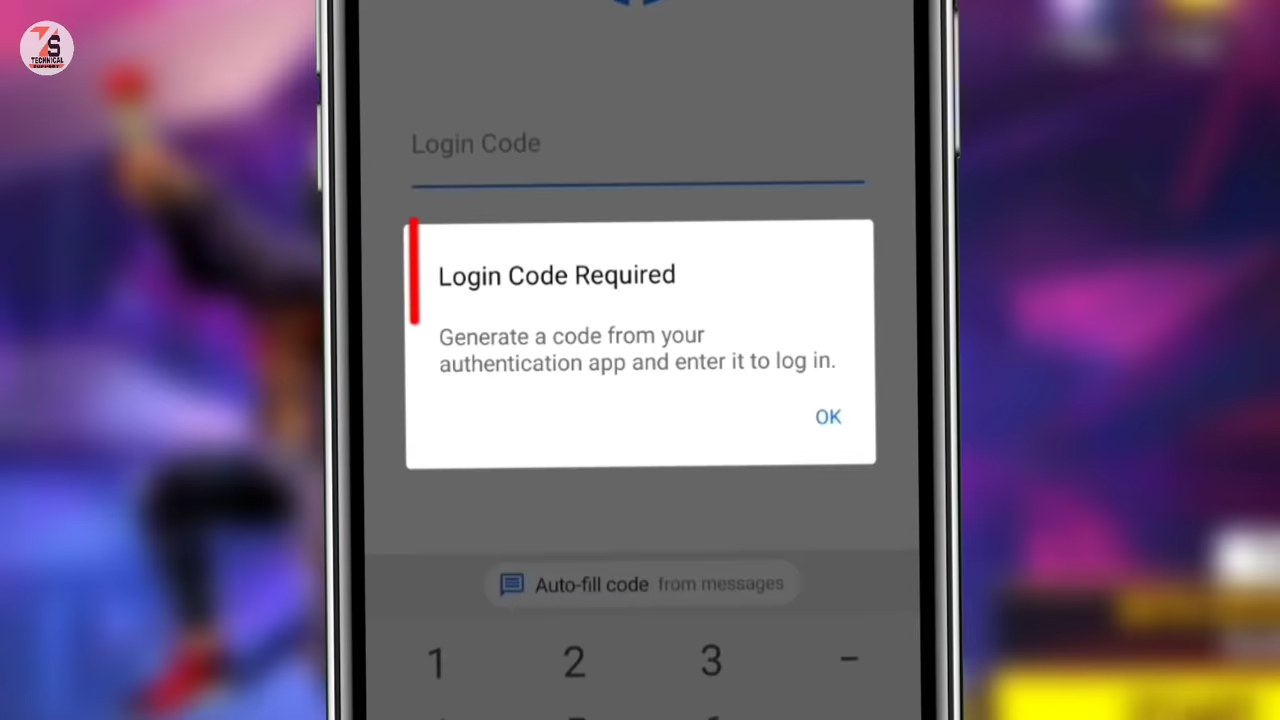 7S
TECHNICAL
Login Code
Login Code Required
Generate a code from your
authentication app and enter it to log in.
OK
Auto-fill code from messages
1 2 3 –